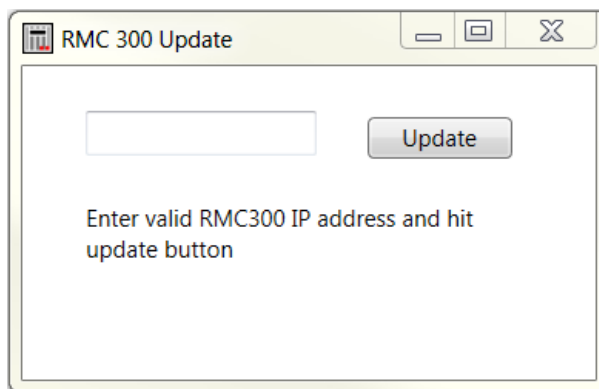 RMC 300 Update
Update
Enter valid RMC300 IP address and hit
update button